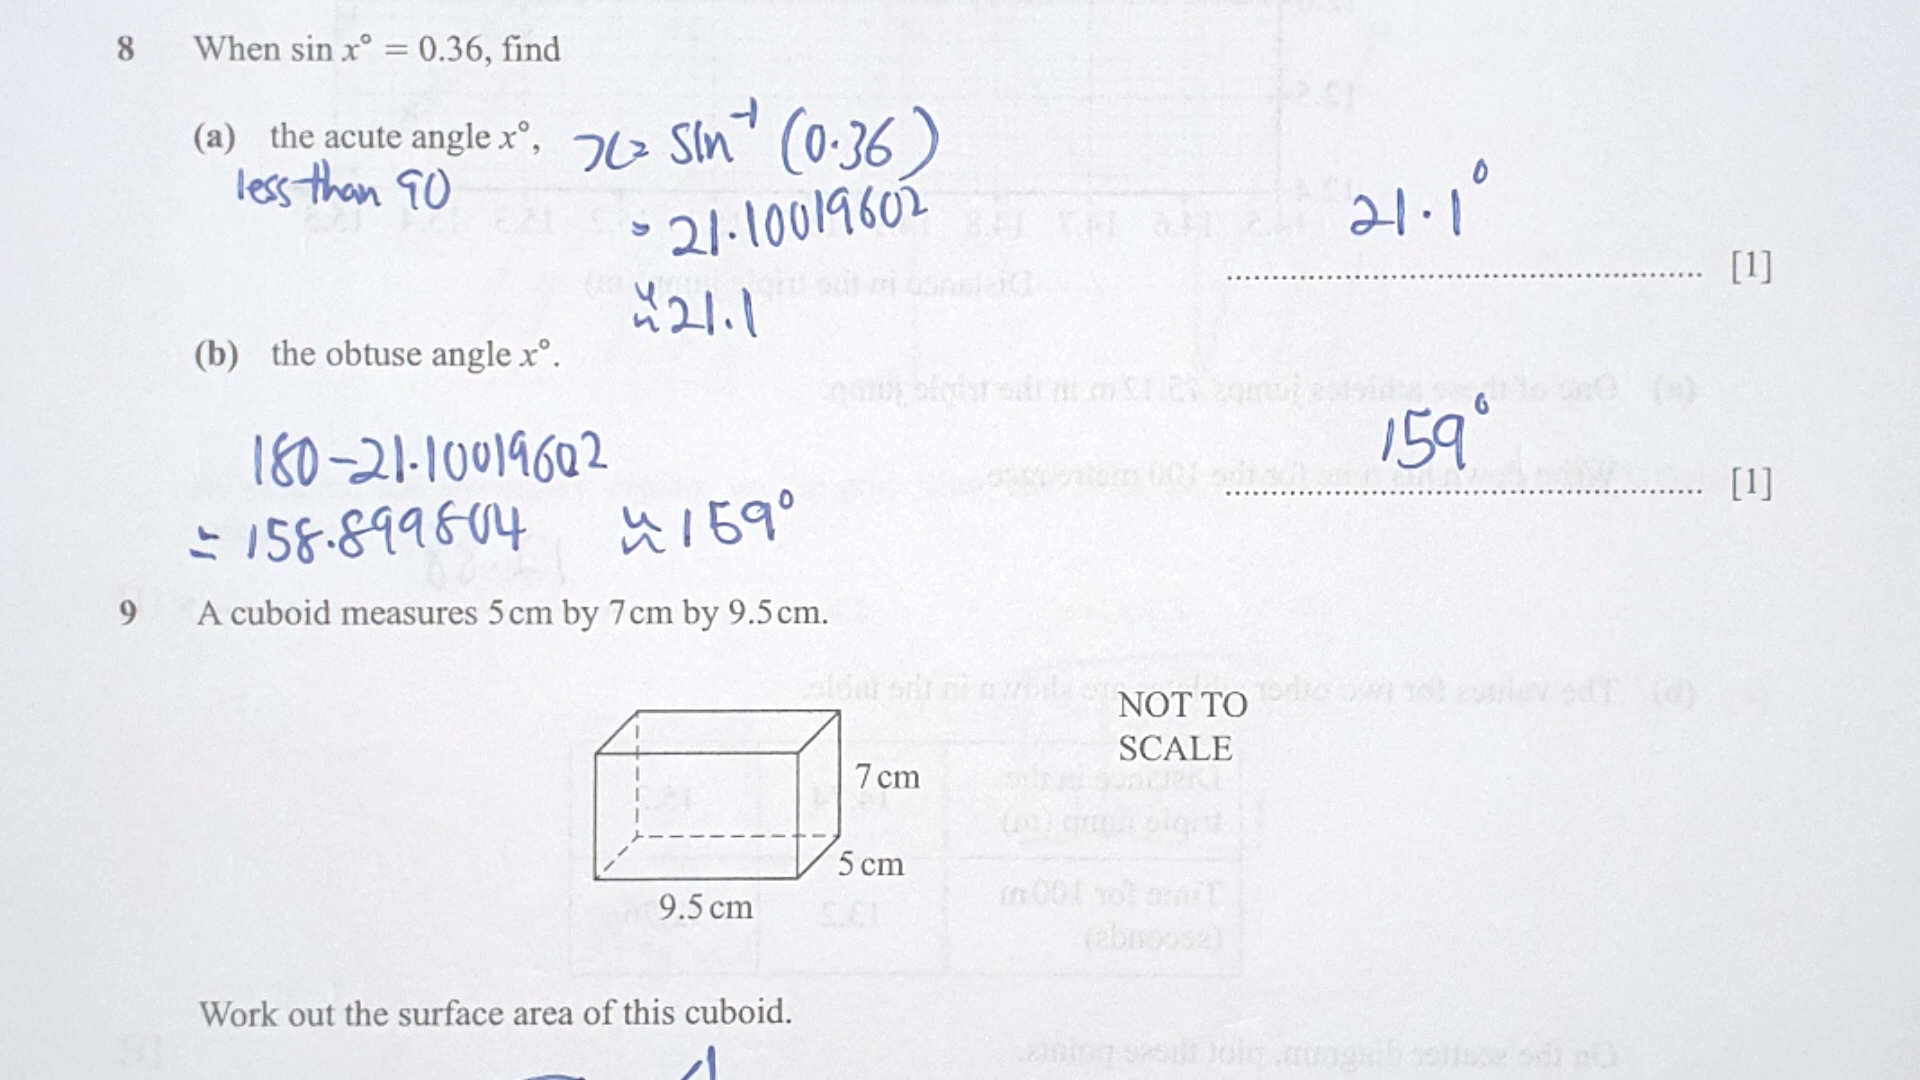 8 When sin x° = 0.36, find
(a) the acute angle x°, x = sin⁻¹ (0.36)
less than 90
= 21.10019602
21.1°
≈ 21.1
[1]
(b) the obtuse angle x°.
180 - 21.10019602
159°
= 158.899804 ≈ 159°
[1]
9 A cuboid measures 5 cm by 7 cm by 9.5 cm.
NOT TO
SCALE
7 cm
5 cm
9.5 cm
Work out the surface area of this cuboid.